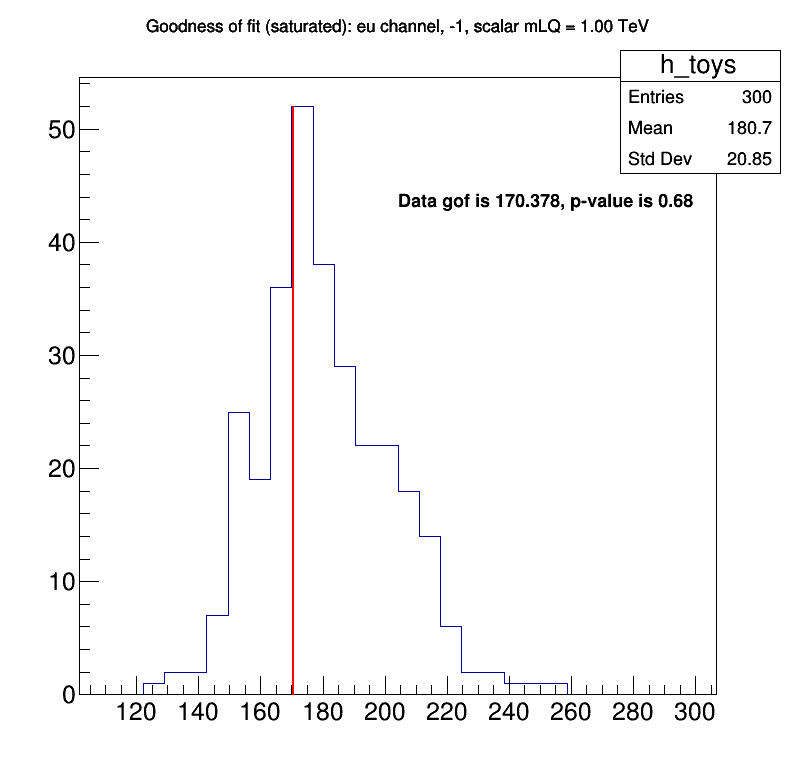 Goodness of fit (saturated): eu channel, -1, scalar mLQ = 1.00 TeV
h_toys
Entries 300
Mean 180.7
Std Dev 20.85
Data gof is 170.378, p-value is 0.68
50
40
30
20
10
0
120 140 160 180 200 220 240 260 280 300